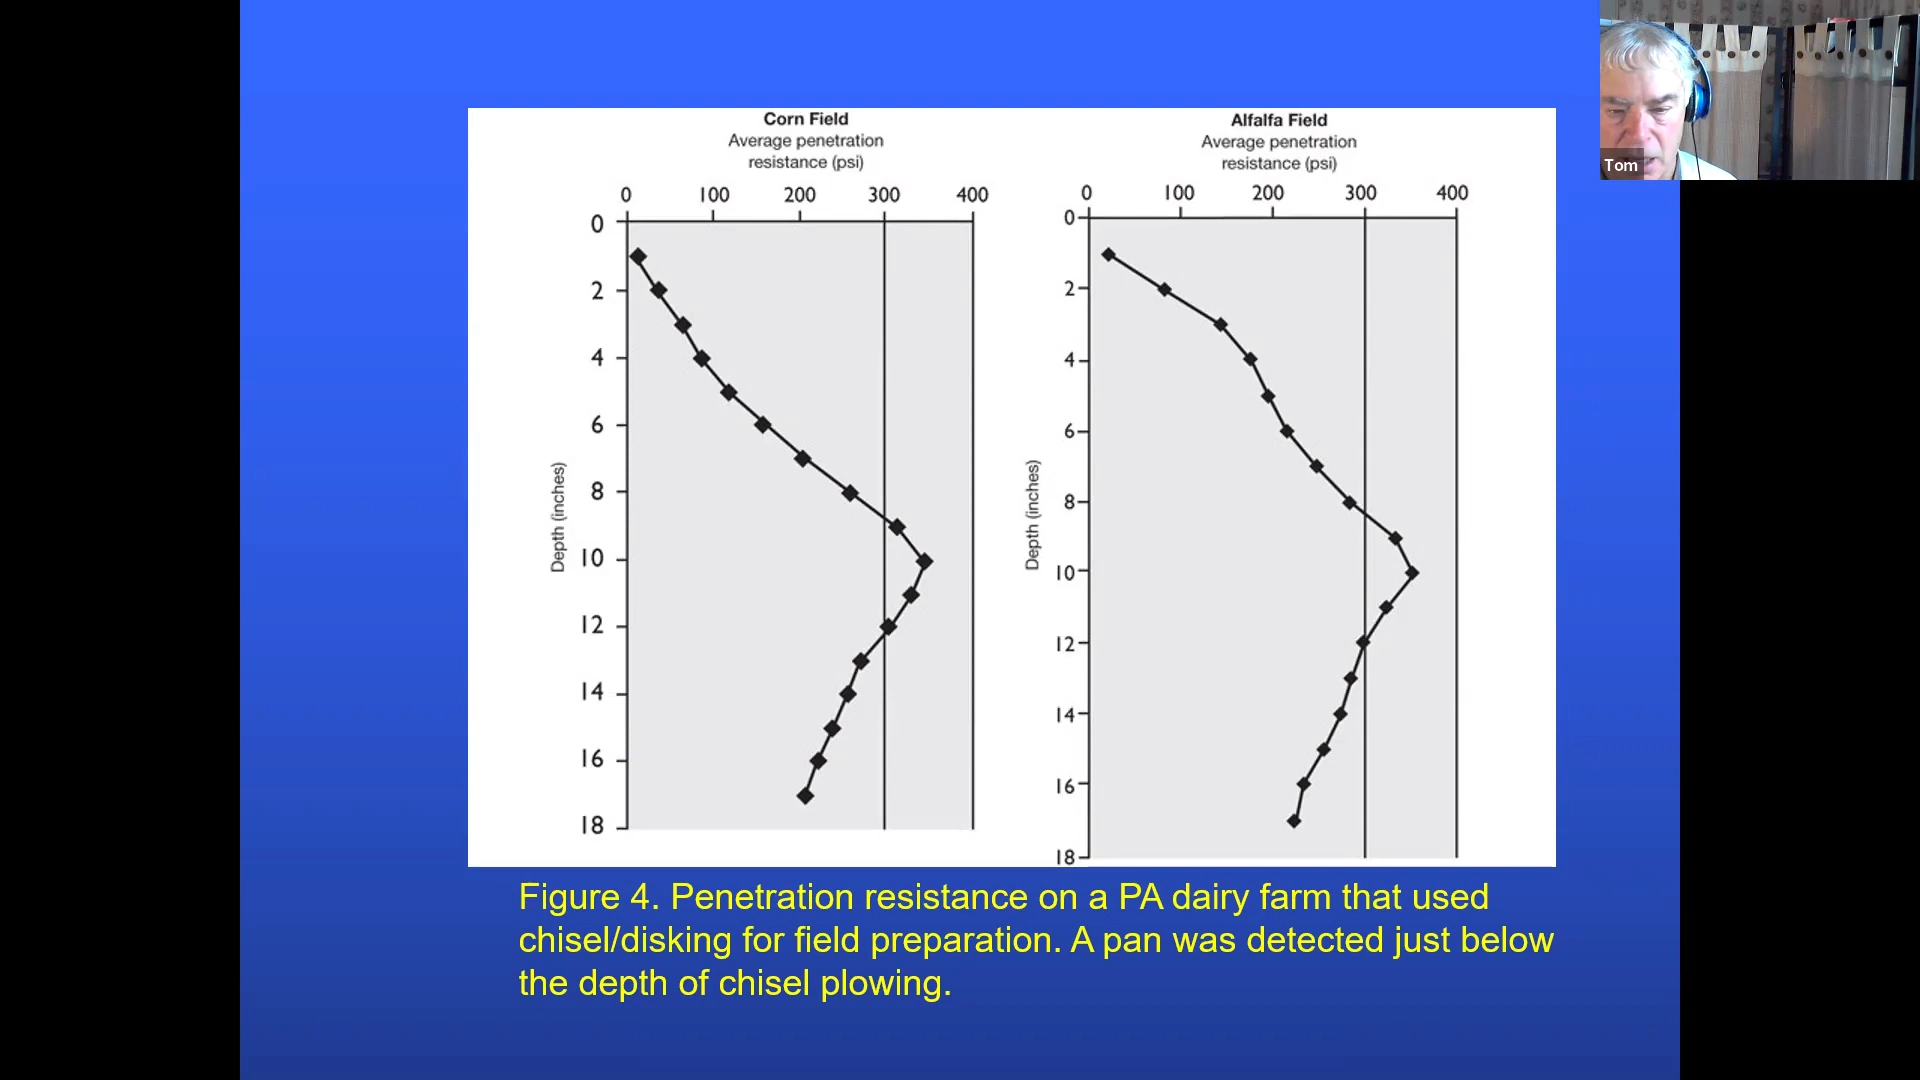 Corn Field
Average penetration
resistance (psi)
0 100 200 300 400
0
2
4
6
8
10
12
14
16
18
Depth (inches)
Alfalfa Field
Average penetration
resistance (psi)
0 100 200 300 400
0
2
4
6
8
10
12
14
16
18
Depth (inches)
Figure 4. Penetration resistance on a PA dairy farm that used
chisel/disking for field preparation. A pan was detected just below
the depth of chisel plowing.
Tom